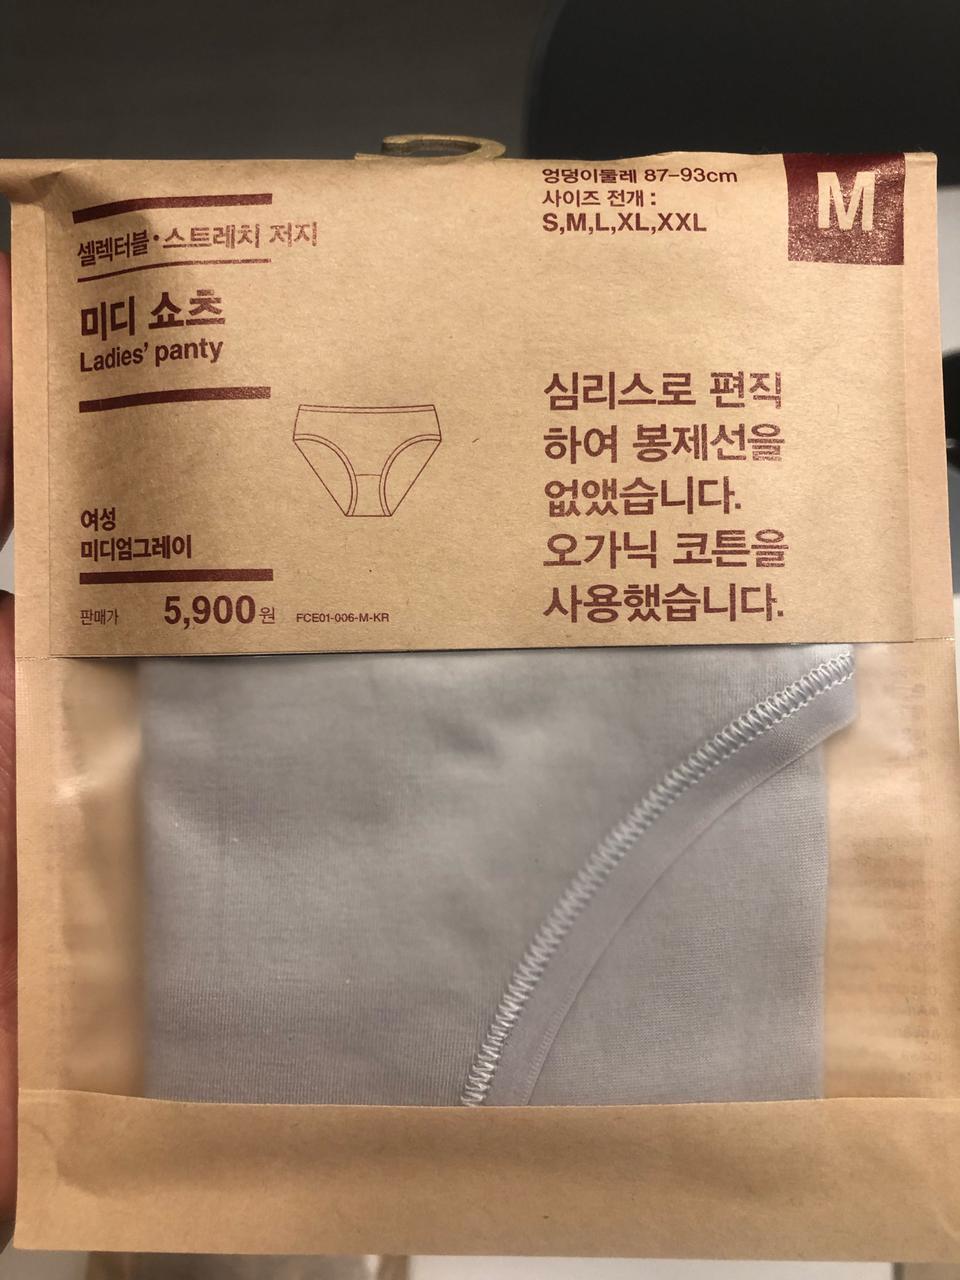 셀렉터블·스트레치 저지
미디 쇼츠
Ladies' panty
여성
미디엄그레이
판매가 5,900원
FCE01-006-M-KR
엉덩이둘레 87-93cm
사이즈 전개 :
S,M,L,XL,XXL
M
심리스로 편직
하여 봉제선을
없앴습니다.
오가닉 코튼을
사용했습니다.